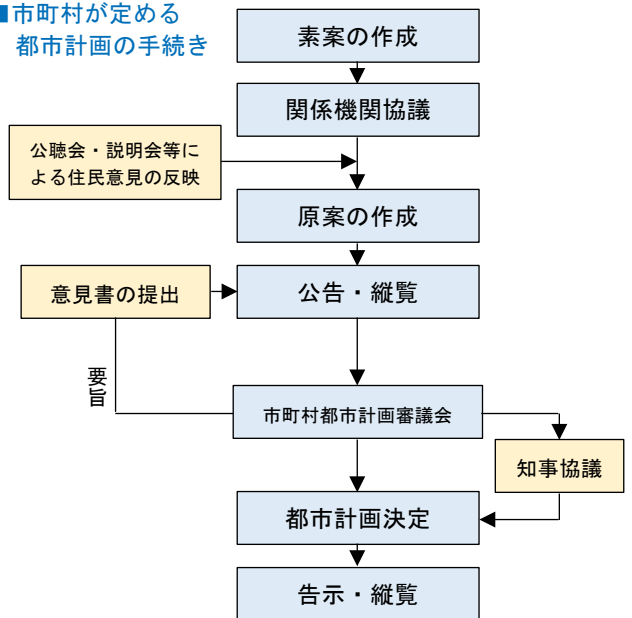 ■市町村が定める
都市計画の手続き
素案の作成
関係機関協議
公聴会・説明会等に
よる住民意見の反映
原案の作成
意見書の提出
公告・縦覧
要旨
市町村都市計画審議会
知事協議
都市計画決定
告示・縦覧